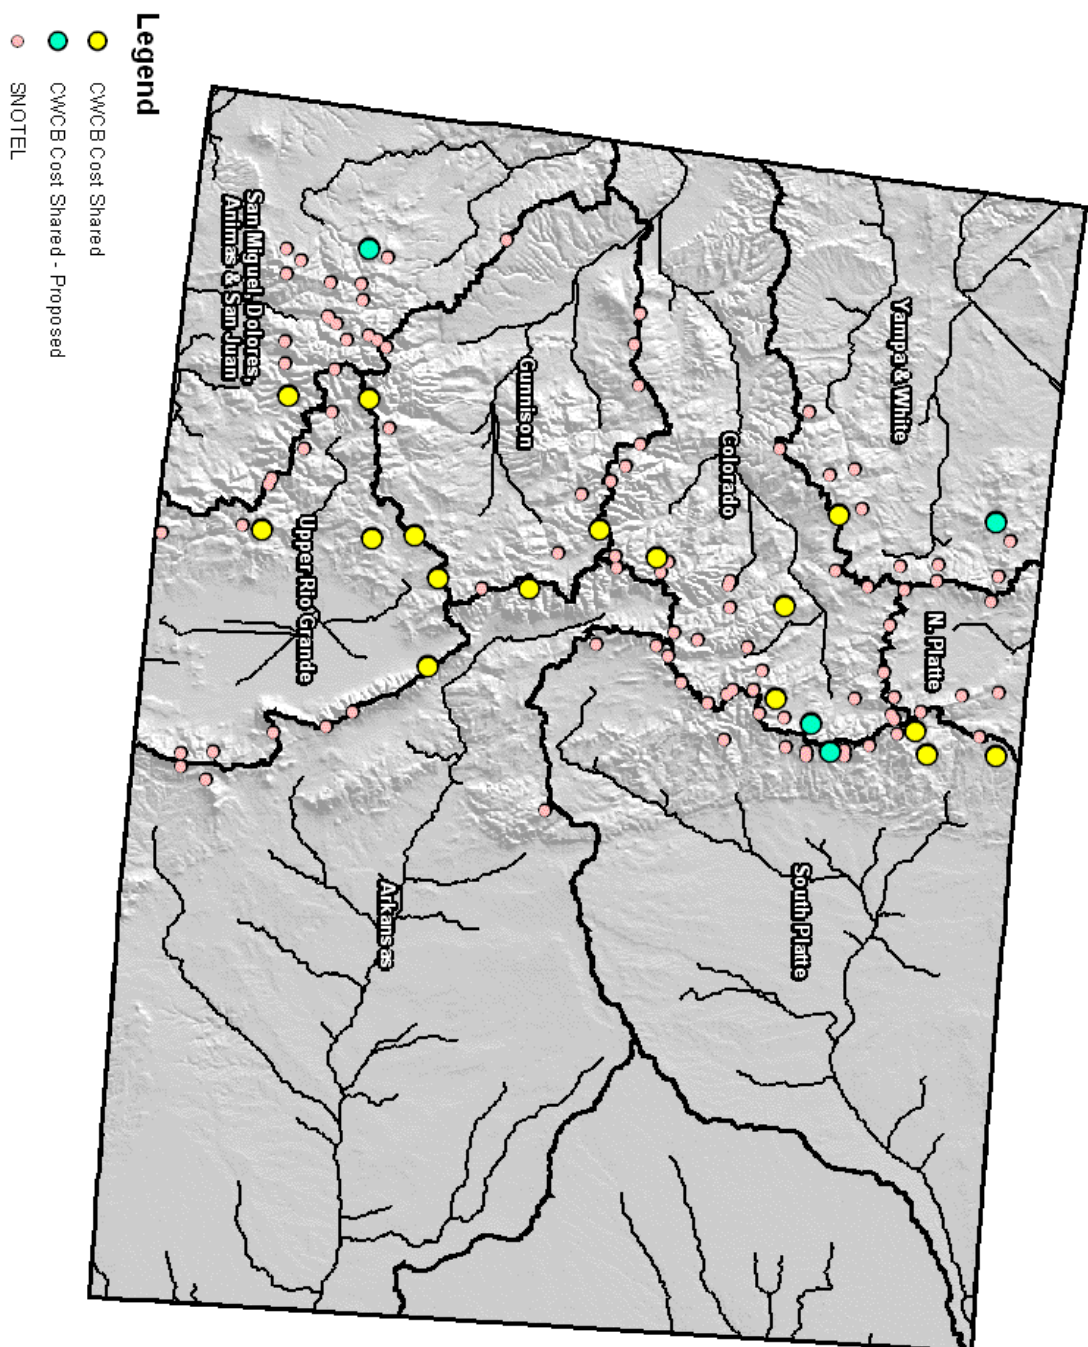 Legend
CWCB Cost Shared
CWCB Cost Shared - Proposed
SNOTEL
Yampa & White
N. Platte
Colorado
South Platte
Gunnison
Arkansas
Upper Rio Grande
San Miguel, Dolores,
Animas & San Juan